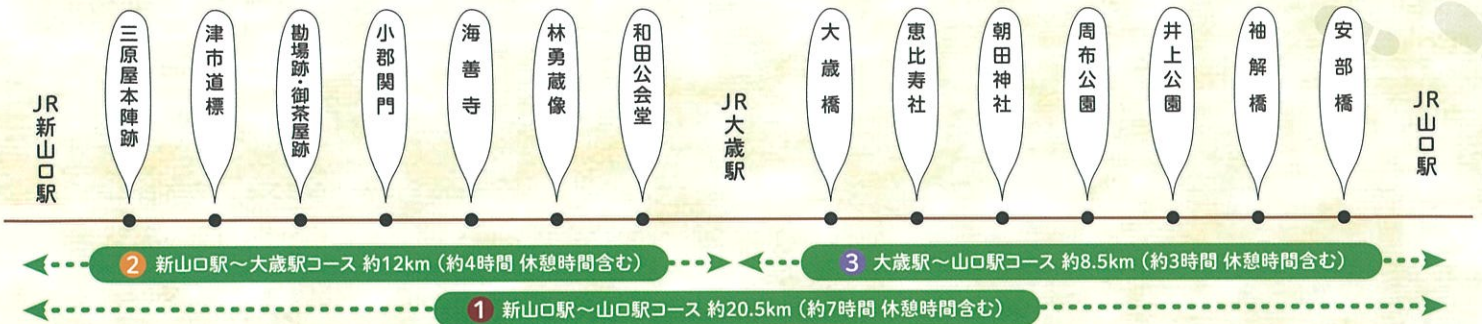 JR新山口駅
三原屋本陣跡
津市道標
勘場跡・御茶屋跡
小郡関門
海善寺
林勇蔵像
和田公会堂
JR大歳駅
大歳橋
恵比寿社
朝田神社
周布公園
井上公園
袖解橋
安部橋
JR山口駅
2 新山口駅～大歳駅コース 約12km（約4時間 休憩時間含む）
3 大歳駅～山口駅コース 約8.5km（約3時間 休憩時間含む）
1 新山口駅～山口駅コース 約20.5km（約7時間 休憩時間含む）